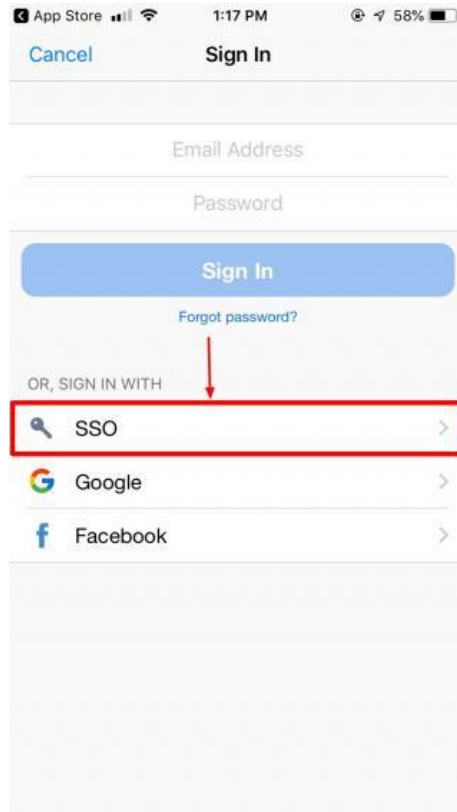 App Store 1:17 PM 58%
Cancel Sign In
Email Address
Password
Sign In
Forgot password?
OR, SIGN IN WITH
SSO
Google
Facebook